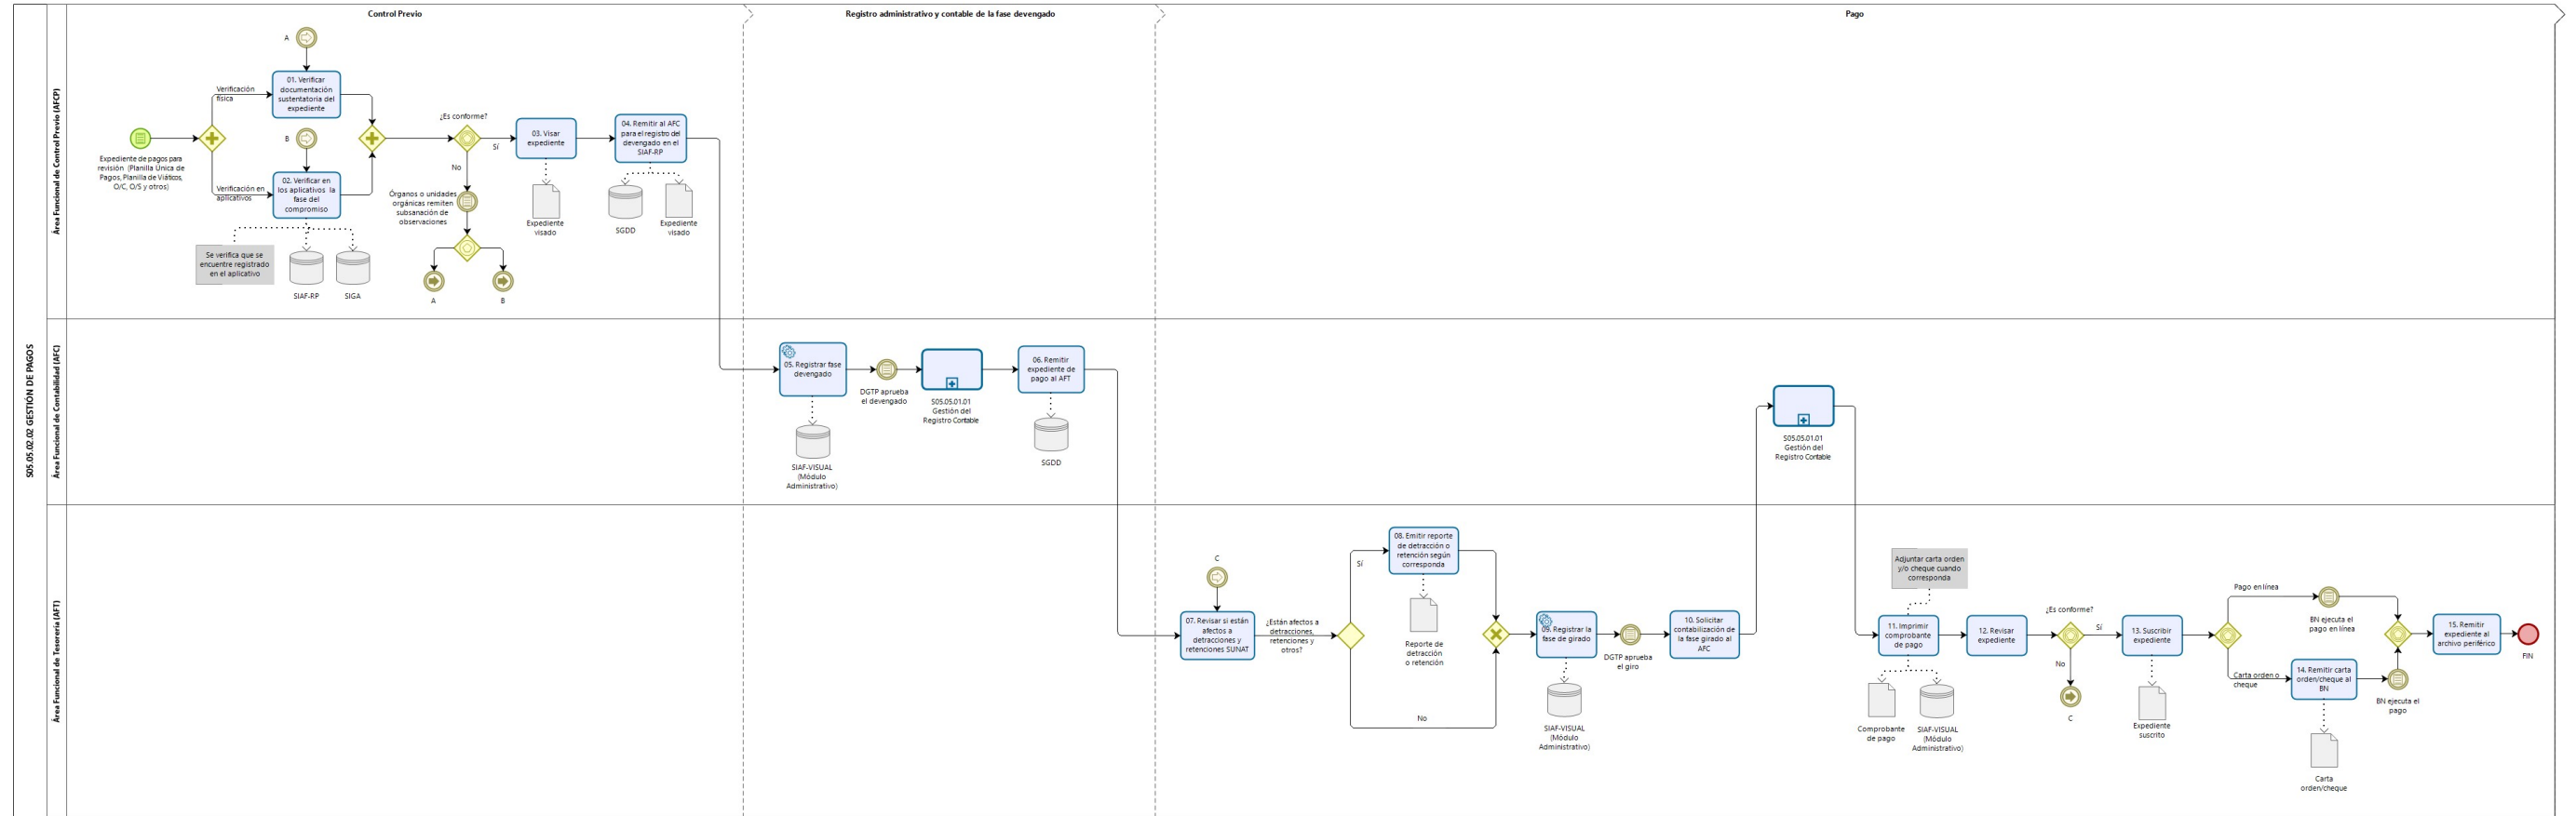 Control Previo
Registro administrativo y contable de la fase devengado
Pago
S05.05.02.02 GESTIÓN DE PAGOS
Área Funcional de Control Previo (AFCP)
A
01. Verificar
documentación
sustentatoria del
expediente
Verificación
física
Expediente de pagos para
revisión (Planilla Única de
Pagos, Planilla de Viáticos,
O/C, O/S y otros)
B
02. Verificar en
los aplicativos la
fase del
compromiso
Verificación en
aplicativos
Se verifica que se
encuentre registrado
en el aplicativo
SIAF-RP
SIGA
¿Es conforme?
Sí
No
Órganos o unidades
orgánicas remiten
subsanación de
observaciones
A
B
03. Visar
expediente
Expediente
visado
04. Remitir al AFC
para el registro del
devengado en el
SIAF-RP
SGDD
Expediente
visado
Área Funcional de Contabilidad (AFC)
05. Registrar fase
devengado
SIAF-VISUAL
(Módulo
Administrativo)
DGTP aprueba
el devengado
S05.05.01.01
Gestión del
Registro Contable
06. Remitir
expediente de
pago al AFT
SGDD
S05.05.01.01
Gestión del
Registro Contable
Área Funcional de Tesorería (AFT)
C
07. Revisar si están
afectos a
detracciones y
retenciones SUNAT
¿Están afectos a
detracciones,
retenciones y
otros?
Sí
No
08. Emitir reporte
de detracción o
retención según
corresponda
Reporte de
detracción
o retención
09. Registrar la
fase de girado
SIAF-VISUAL
(Módulo
Administrativo)
DGTP aprueba
el giro
10. Solicitar
contabilización de
la fase girado al
AFC
Adjuntar carta orden
y/o cheque cuando
corresponda
11. Imprimir
comprobante
de pago
Comprobante
de pago
SIAF-VISUAL
(Módulo
Administrativo)
12. Revisar
expediente
¿Es conforme?
Sí
No
C
13. Suscribir
expediente
Expediente
suscrito
Pago en línea
BN ejecuta el
pago en línea
Carta orden o
cheque
14. Remitir carta
orden/cheque al
BN
Carta
orden/cheque
BN ejecuta el
pago
15. Remitir
expediente al
archivo periférico
FIN